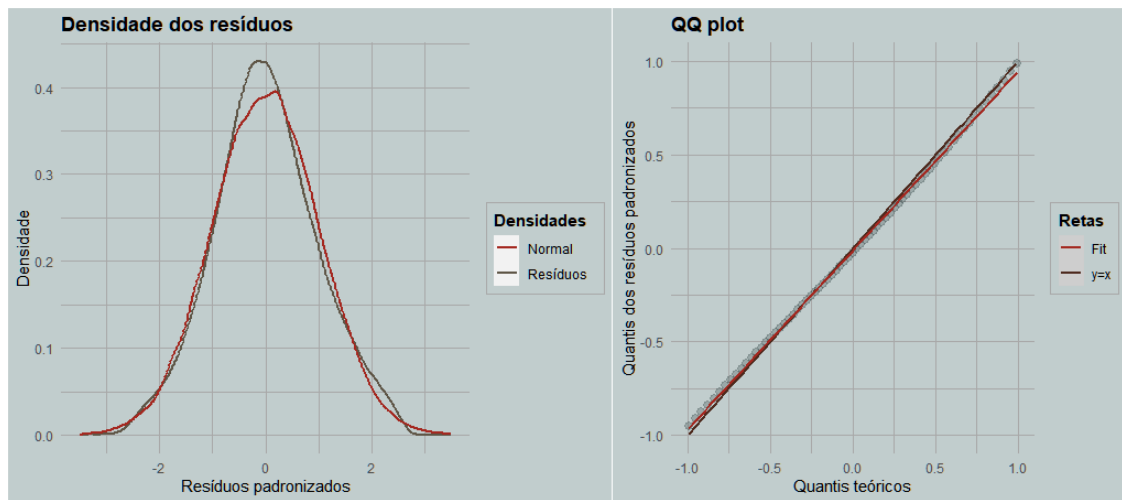 Densidade dos resíduos
0.4
0.3
0.2
0.1
0.0
Densidade
-2
0
2
Resíduos padronizados
Densidades
Normal
Resíduos
QQ plot
1.0
0.5
0.0
-0.5
-1.0
Quantis dos resíduos padronizados
-1.0
-0.5
0.0
0.5
1.0
Quantis teóricos
Retas
Fit
y=x